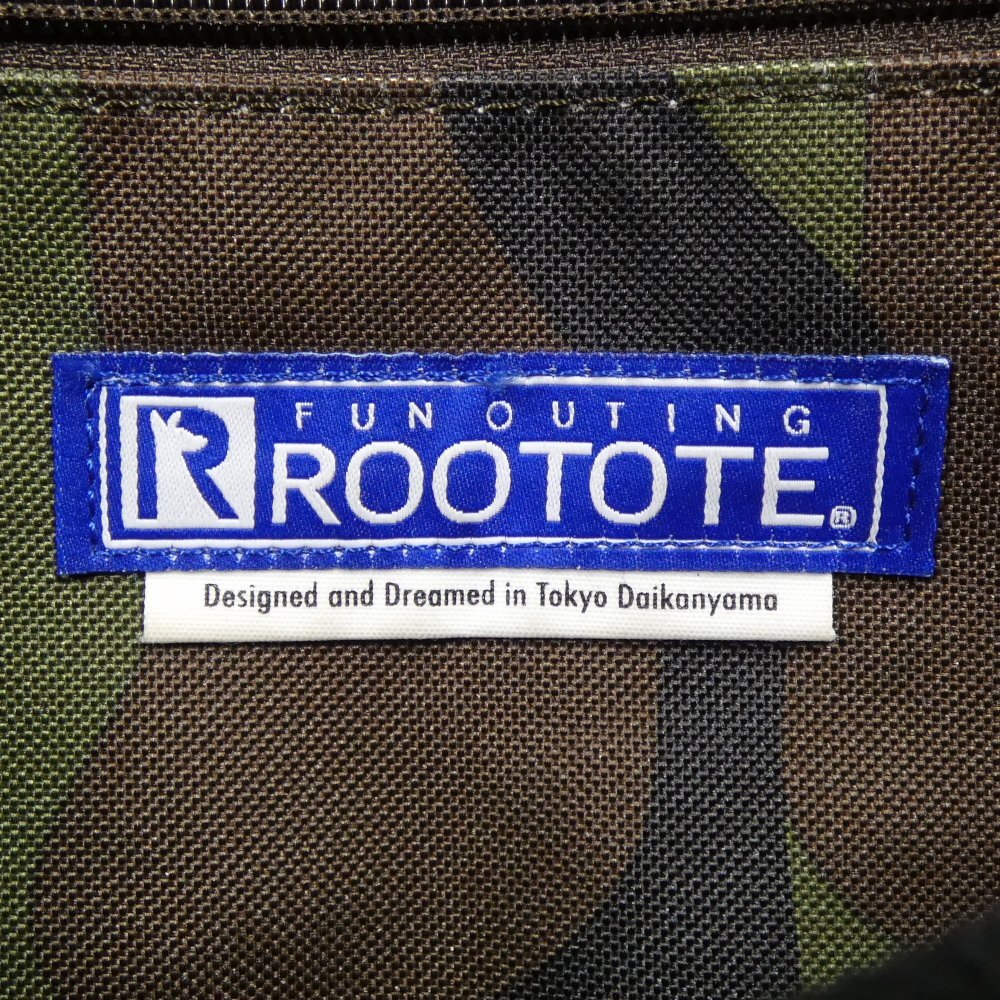 FUN OUTING
R ROOTOTE®
Designed and Dreamed in Tokyo Daikanyama